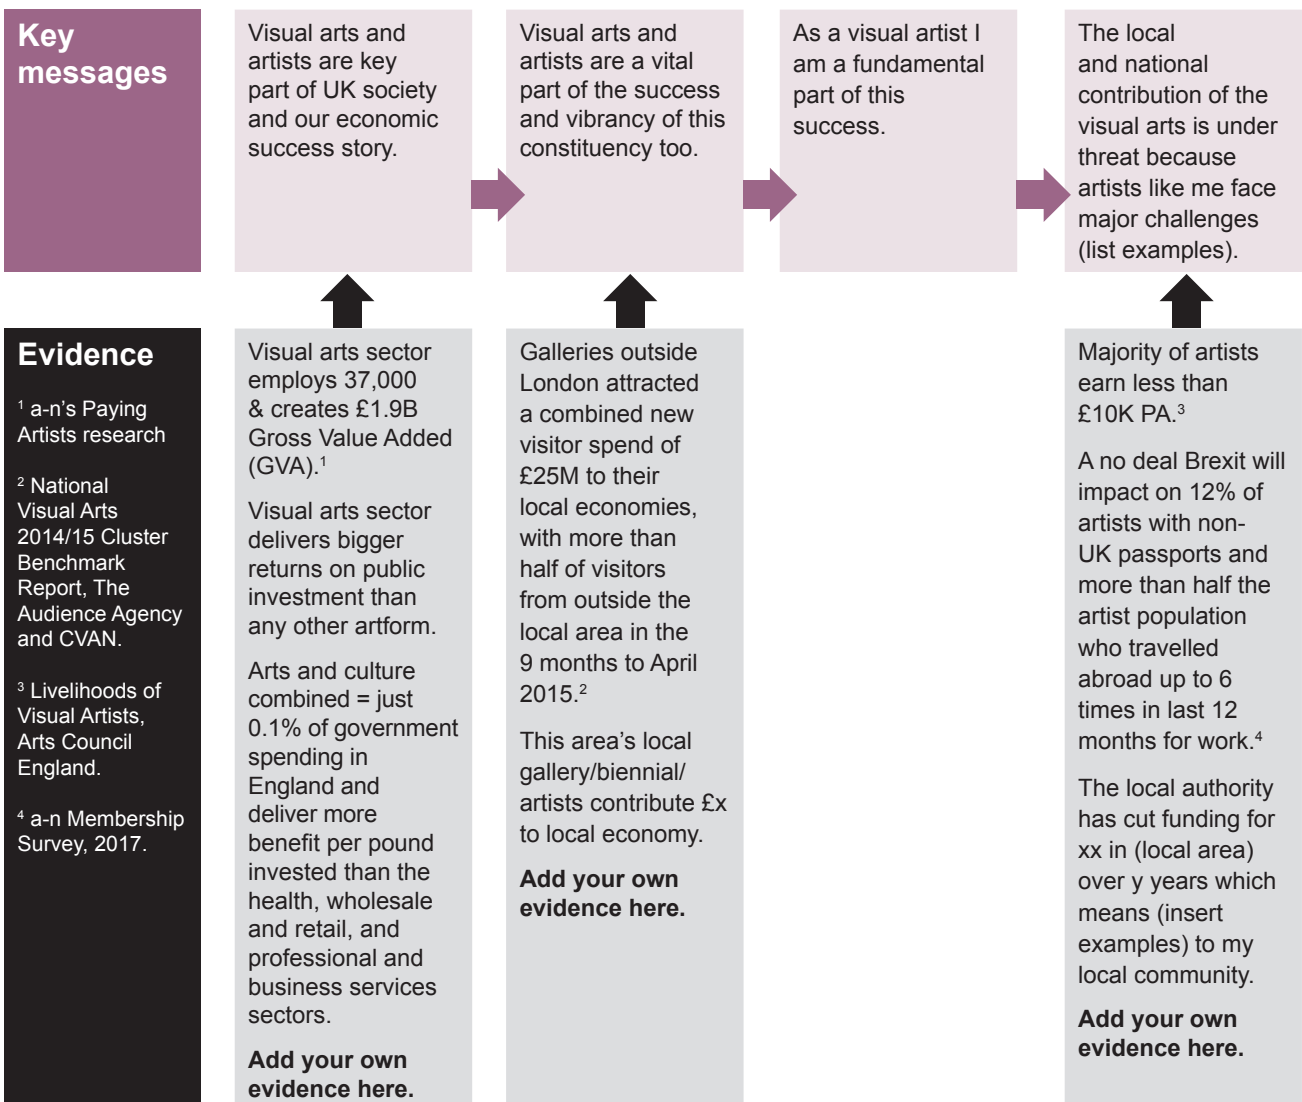 Key
messages
Visual arts and
artists are key
part of UK society
and our economic
success story.
Visual arts and
artists are a vital
part of the success
and vibrancy of this
constituency too.
As a visual artist I
am a fundamental
part of this
success.
The local
and national
contribution of the
visual arts is under
threat because
artists like me face
major challenges
(list examples).
Evidence
¹ a-n's Paying
Artists research
² National
Visual Arts
2014/15 Cluster
Benchmark
Report, The
Audience Agency
and CVAN.
³ Livelihoods of
Visual Artists,
Arts Council
England.
⁴ a-n Membership
Survey, 2017.
Visual arts sector
employs 37,000
& creates £1.9B
Gross Value Added
(GVA).¹
Visual arts sector
delivers bigger
returns on public
investment than
any other artform.
Arts and culture
combined = just
0.1% of government
spending in
England and
deliver more
benefit per pound
invested than the
health, wholesale
and retail, and
professional and
business services
sectors.
Add your own
evidence here.
Galleries outside
London attracted
a combined new
visitor spend of
£25M to their
local economies,
with more than
half of visitors
from outside the
local area in the
9 months to April
2015.²
This area's local
gallery/biennial/
artists contribute £x
to local economy.
Add your own
evidence here.
Majority of artists
earn less than
£10K PA.³
A no deal Brexit will
impact on 12% of
artists with non-
UK passports and
more than half the
artist population
who travelled
abroad up to 6
times in last 12
months for work.⁴
The local authority
has cut funding for
xx in (local area)
over y years which
means (insert
examples) to my
local community.
Add your own
evidence here.